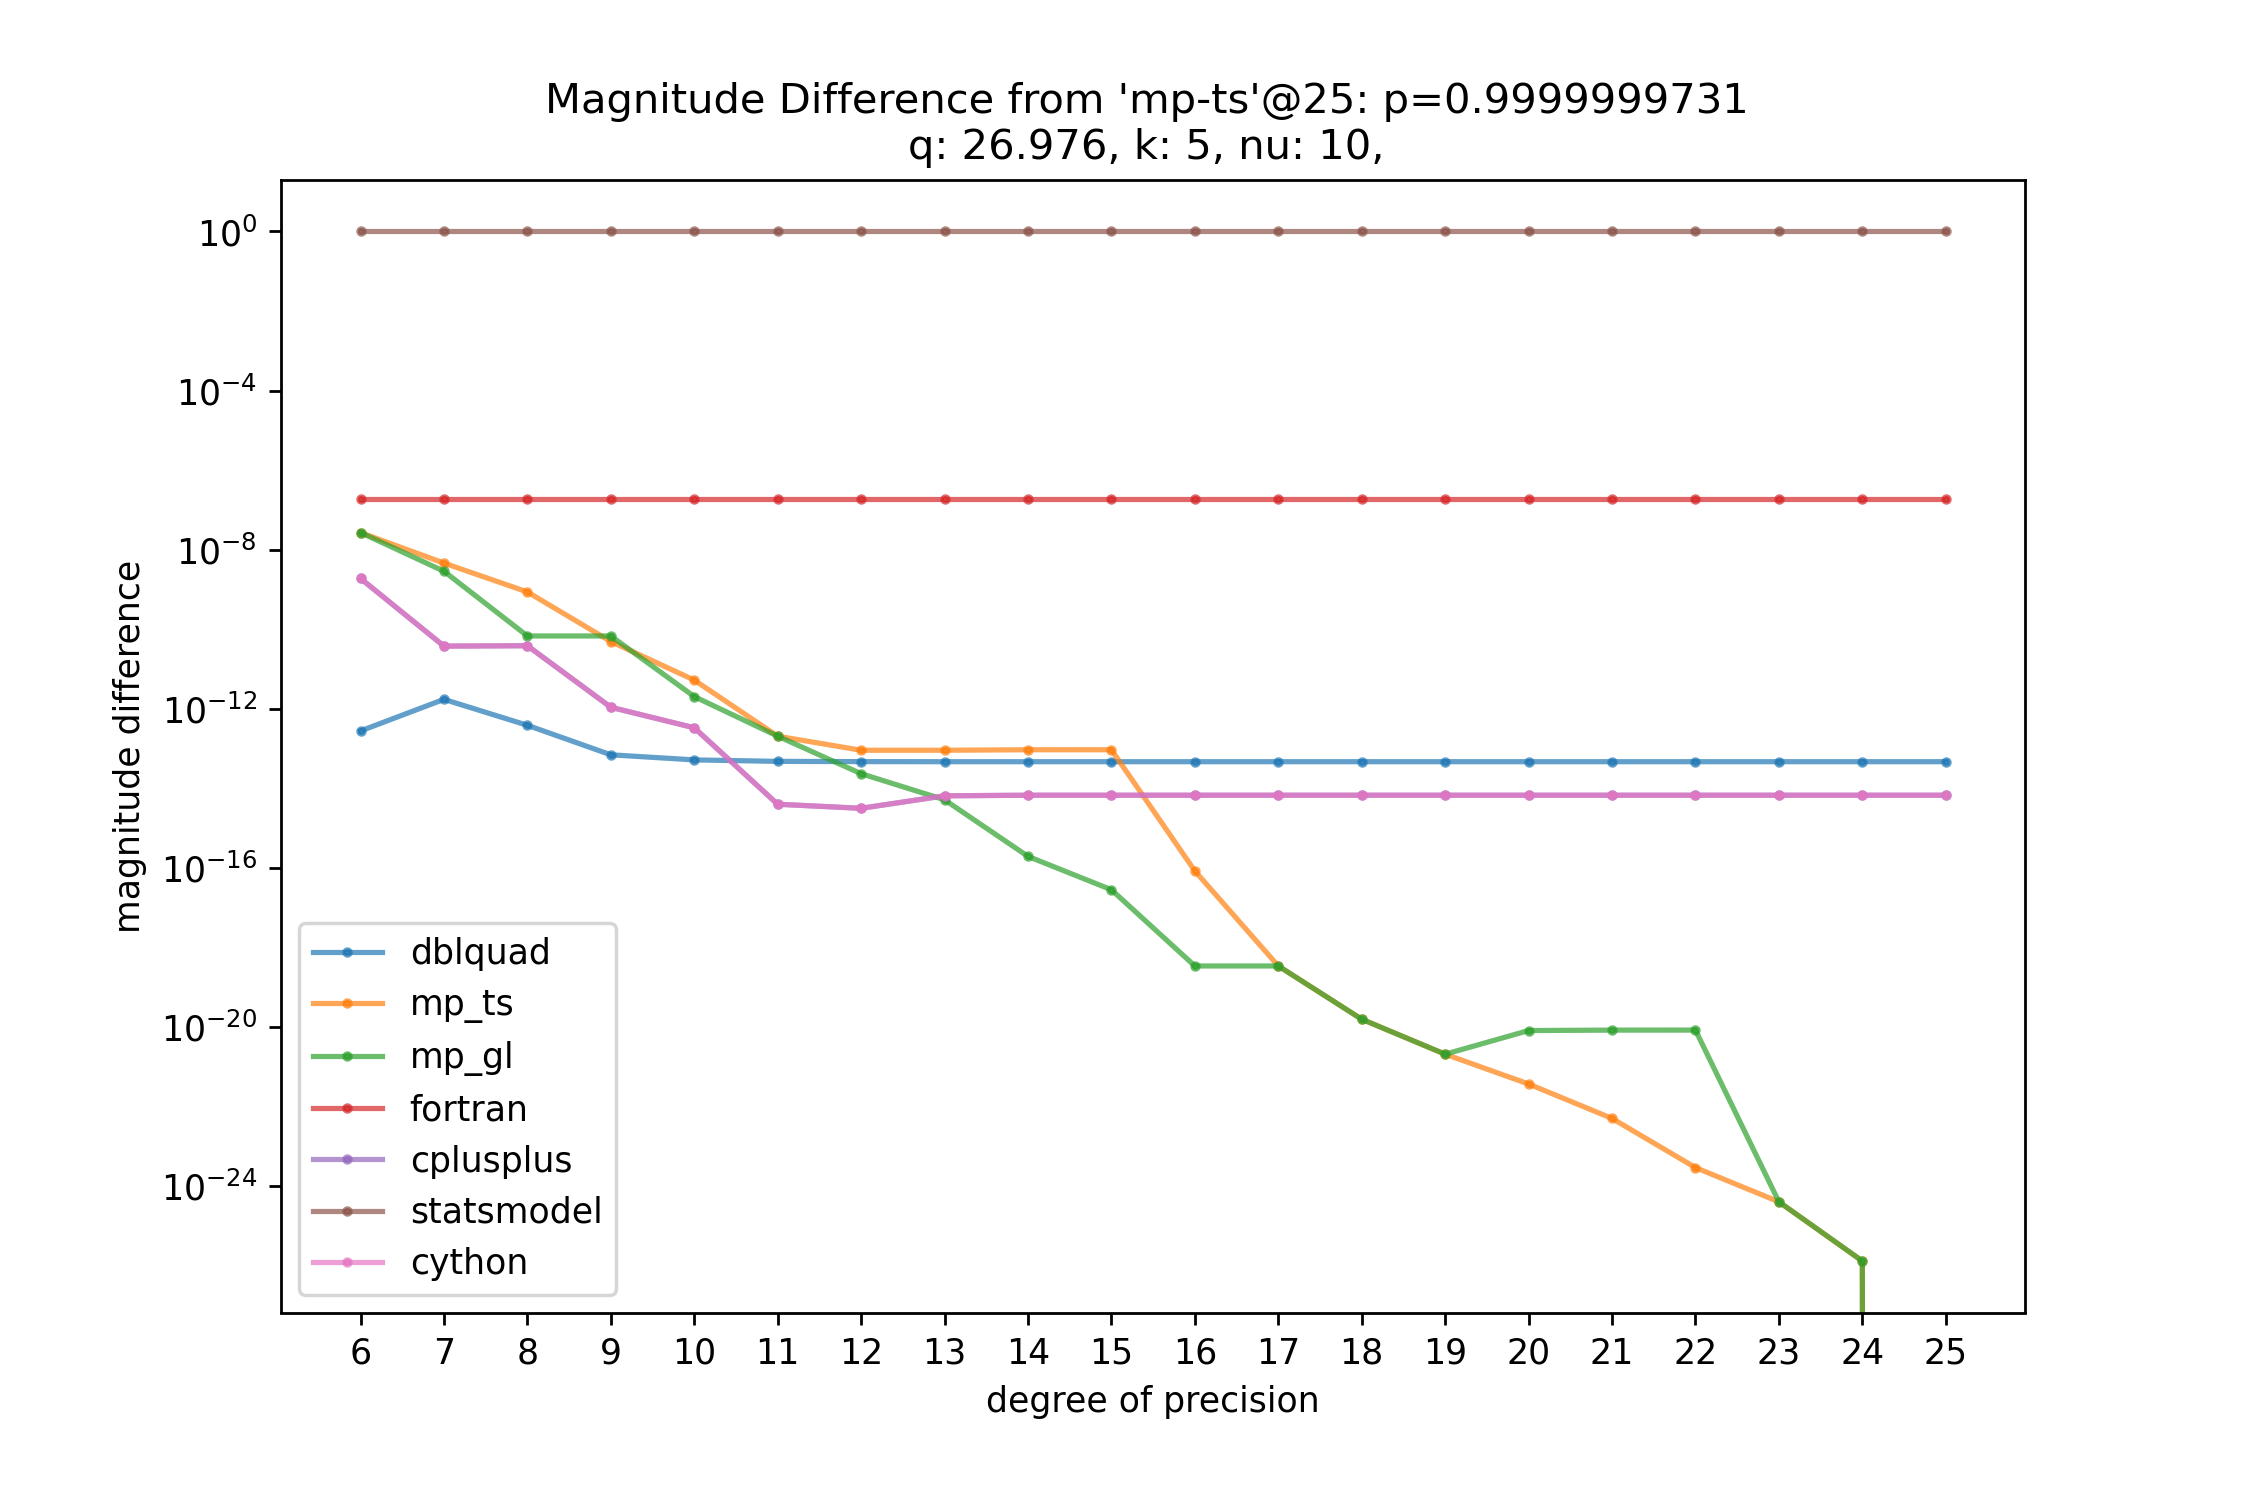 Magnitude Difference from 'mp-ts'@25: p=0.9999999731
q: 26.976, k: 5, nu: 10,
magnitude difference
10^0
10^−4
10^−8
10^−12
10^−16
10^−20
10^−24
dblquad
mp_ts
mp_gl
fortran
cplusplus
statsmodel
cython
6 7 8 9 10 11 12 13 14 15 16 17 18 19 20 21 22 23 24 25
degree of precision